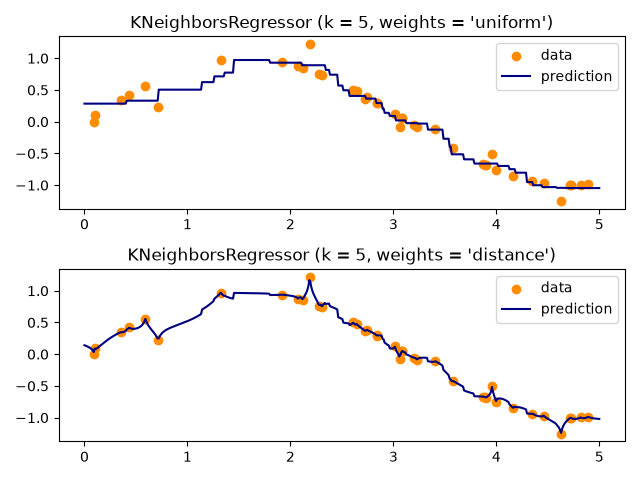 KNeighborsRegressor (k = 5, weights = 'uniform')
data
prediction
1.0
0.5
0.0
−0.5
−1.0
0 1 2 3 4 5
KNeighborsRegressor (k = 5, weights = 'distance')
data
prediction
1.0
0.5
0.0
−0.5
−1.0
0 1 2 3 4 5